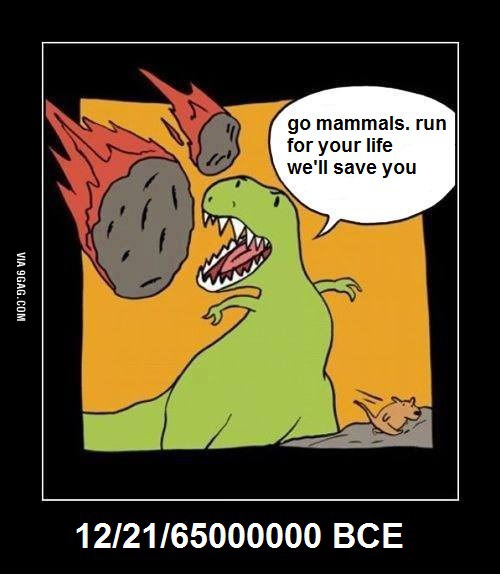 go mammals. run
for your life
we'll save you
VIA 9GAG.COM
12/21/65000000 BCE